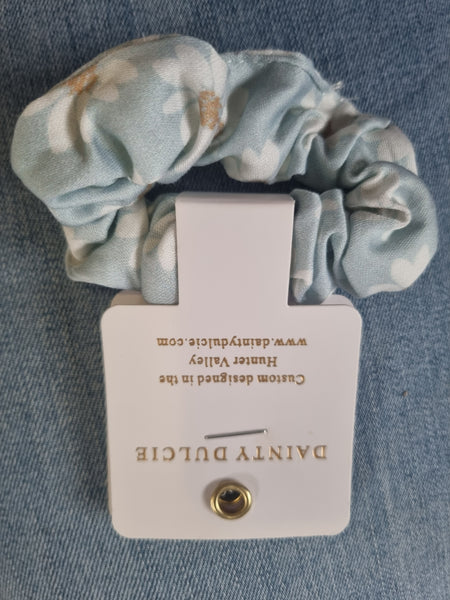 DAINTY DULCIE
Custom designed in the
Hunter Valley
www.daintydulcie.com